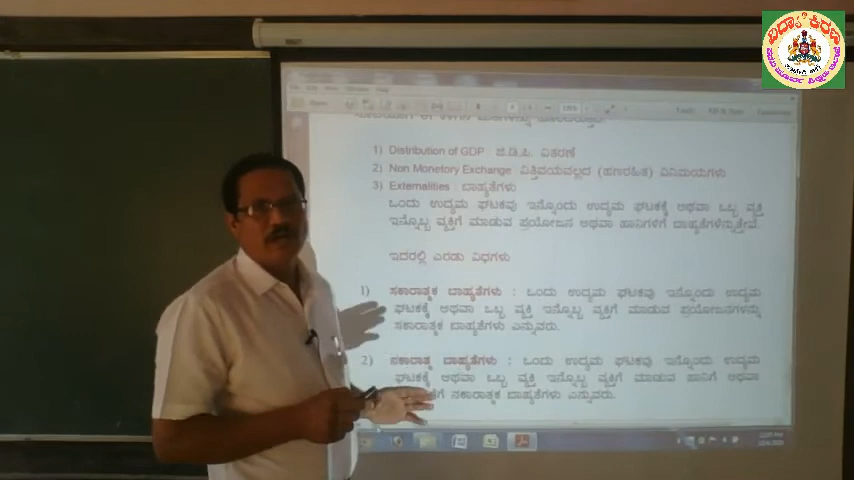 ವಿದ್ಯಾ ಕಿರಣ
1) Distribution of GDP : ಜಿ.ಡಿ.ಪಿ. ವಿತರಣೆ
2) Non Monetory Exchange : ವಿತ್ತೀಯವಲ್ಲದ (ಹಣರಹಿತ) ವಿನಿಮಯಗಳು
3) Externalities : ಬಾಹ್ಯತೆಗಳು
ಒಂದು ಉದ್ಯಮ ಘಟಕವು ಇನ್ನೊಂದು ಉದ್ಯಮ ಘಟಕಕ್ಕೆ ಅಥವಾ ಒಬ್ಬ ವ್ಯಕ್ತಿ
ಇನ್ನೊಬ್ಬ ವ್ಯಕ್ತಿಗೆ ಮಾಡುವ ಪ್ರಯೋಜನ ಅಥವಾ ಹಾನಿಗಳಿಗೆ ಬಾಹ್ಯತೆಗಳೆನ್ನುತ್ತೇವೆ.
ಇದರಲ್ಲಿ ಎರಡು ವಿಧಗಳು
1) ಸಕಾರಾತ್ಮಕ ಬಾಹ್ಯತೆಗಳು : ಒಂದು ಉದ್ಯಮ ಘಟಕವು ಇನ್ನೊಂದು ಉದ್ಯಮ
ಘಟಕಕ್ಕೆ ಅಥವಾ ಒಬ್ಬ ವ್ಯಕ್ತಿ ಇನ್ನೊಬ್ಬ ವ್ಯಕ್ತಿಗೆ ಮಾಡುವ ಪ್ರಯೋಜನಗಳನ್ನು
ಸಕಾರಾತ್ಮಕ ಬಾಹ್ಯತೆಗಳು ಎನ್ನುವರು.
2) ನಕಾರಾತ್ಮ ಬಾಹ್ಯತೆಗಳು : ಒಂದು ಉದ್ಯಮ ಘಟಕವು ಇನ್ನೊಂದು ಉದ್ಯಮ
ಘಟಕಕ್ಕೆ ಅಥವಾ ಒಬ್ಬ ವ್ಯಕ್ತಿ ಇನ್ನೊಬ್ಬ ವ್ಯಕ್ತಿಗೆ ಮಾಡುವ ಹಾನಿಗೆ ಅಥವಾ
ನಕಾರಾತ್ಮಕ ಬಾಹ್ಯತೆಗಳು ಎನ್ನುವರು.